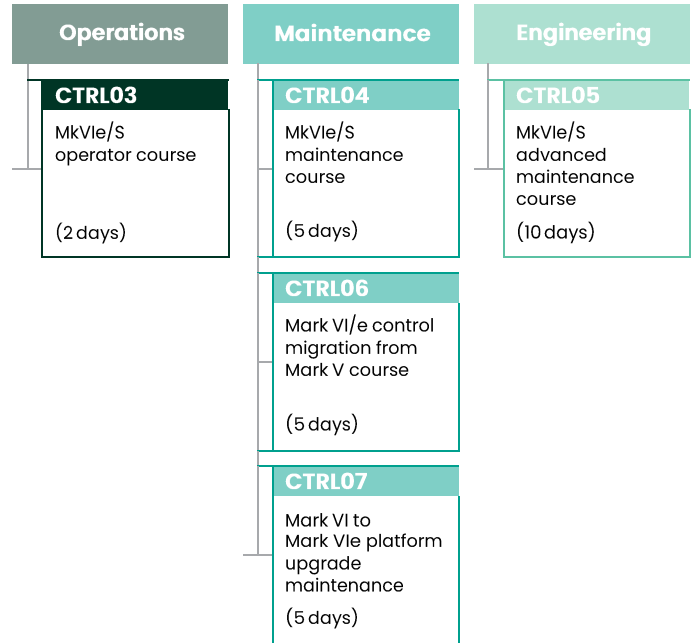 Operations
Maintenance
Engineering
CTRL03
MkVIe/S
operator course
(2 days)
CTRL04
MkVIe/S
maintenance
course
(5 days)
CTRL05
MkVIe/S
advanced
maintenance
course
(10 days)
CTRL06
Mark VI/e control
migration from
Mark V course
(5 days)
CTRL07
Mark VI to
Mark VIe platform
upgrade
maintenance
(5 days)